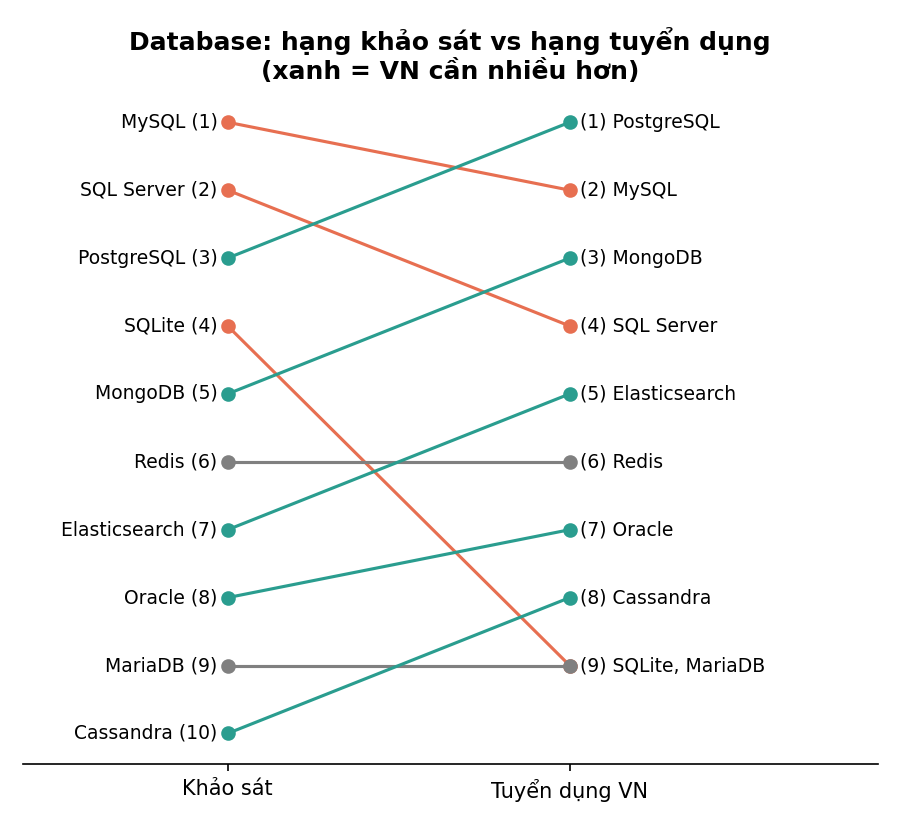 Database: hạng khảo sát vs hạng tuyển dụng
(xanh = VN cần nhiều hơn)
MySQL (1)
(1) PostgreSQL
SQL Server (2)
(2) MySQL
PostgreSQL (3)
(3) MongoDB
SQLite (4)
(4) SQL Server
MongoDB (5)
(5) Elasticsearch
Redis (6)
(6) Redis
Elasticsearch (7)
(7) Oracle
Oracle (8)
(8) Cassandra
MariaDB (9)
(9) SQLite, MariaDB
Cassandra (10)
Khảo sát
Tuyển dụng VN